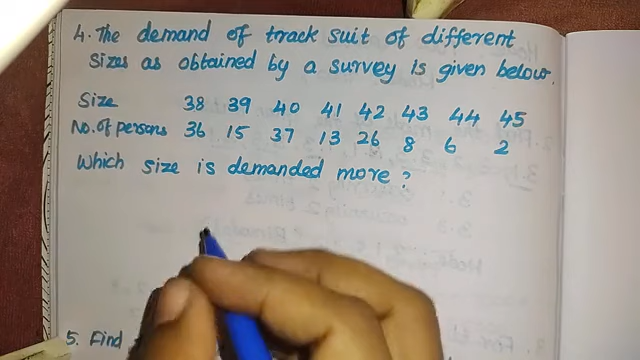 4. The demand of track suit of different
sizes as obtained by a survey is given below.
Size 38 39 40 41 42 43 44 45
No. of persons 36 15 37 13 26 8 6 2
Which size is demanded more?
5. Find